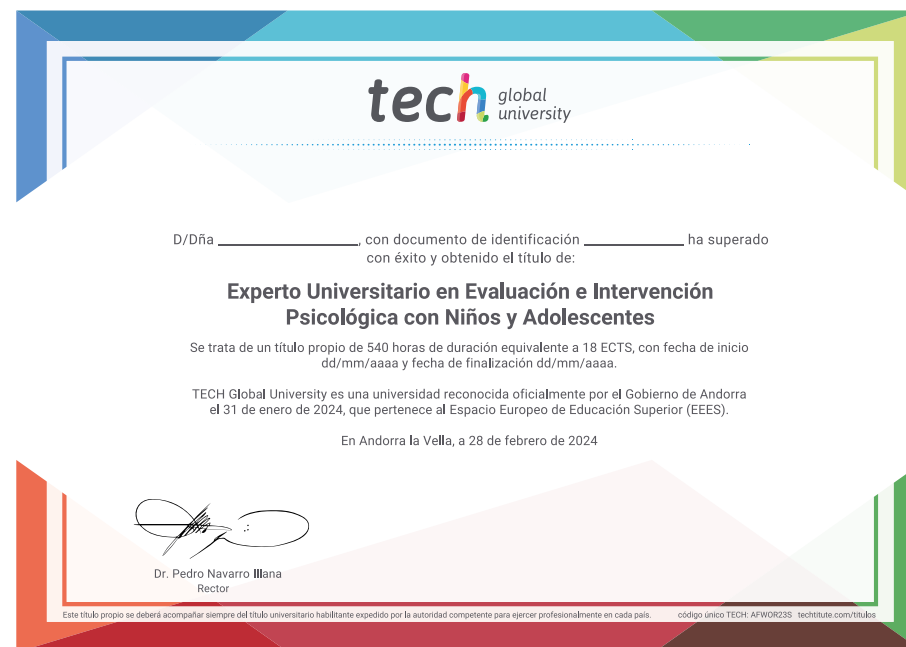 tech global university
D/Dña ____________________, con documento de identificación ______________ ha superado
con éxito y obtenido el título de:
Experto Universitario en Evaluación e Intervención
Psicológica con Niños y Adolescentes
Se trata de un título propio de 540 horas de duración equivalente a 18 ECTS, con fecha de inicio
dd/mm/aaaa y fecha de finalización dd/mm/aaaa.
TECH Global University es una universidad reconocida oficialmente por el Gobierno de Andorra
el 31 de enero de 2024, que pertenece al Espacio Europeo de Educación Superior (EEES).
En Andorra la Vella, a 28 de febrero de 2024
Dr. Pedro Navarro Illana
Rector
Este título propio se deberá acompañar siempre del título universitario habilitante expedido por la autoridad competente para ejercer profesionalmente en cada país. código único TECH: AFWOR23S techtitute.com/titulos